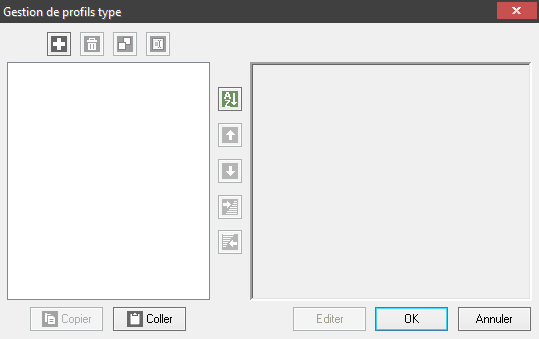 Gestion de profils type
Copier
Coller
Editer
OK
Annuler